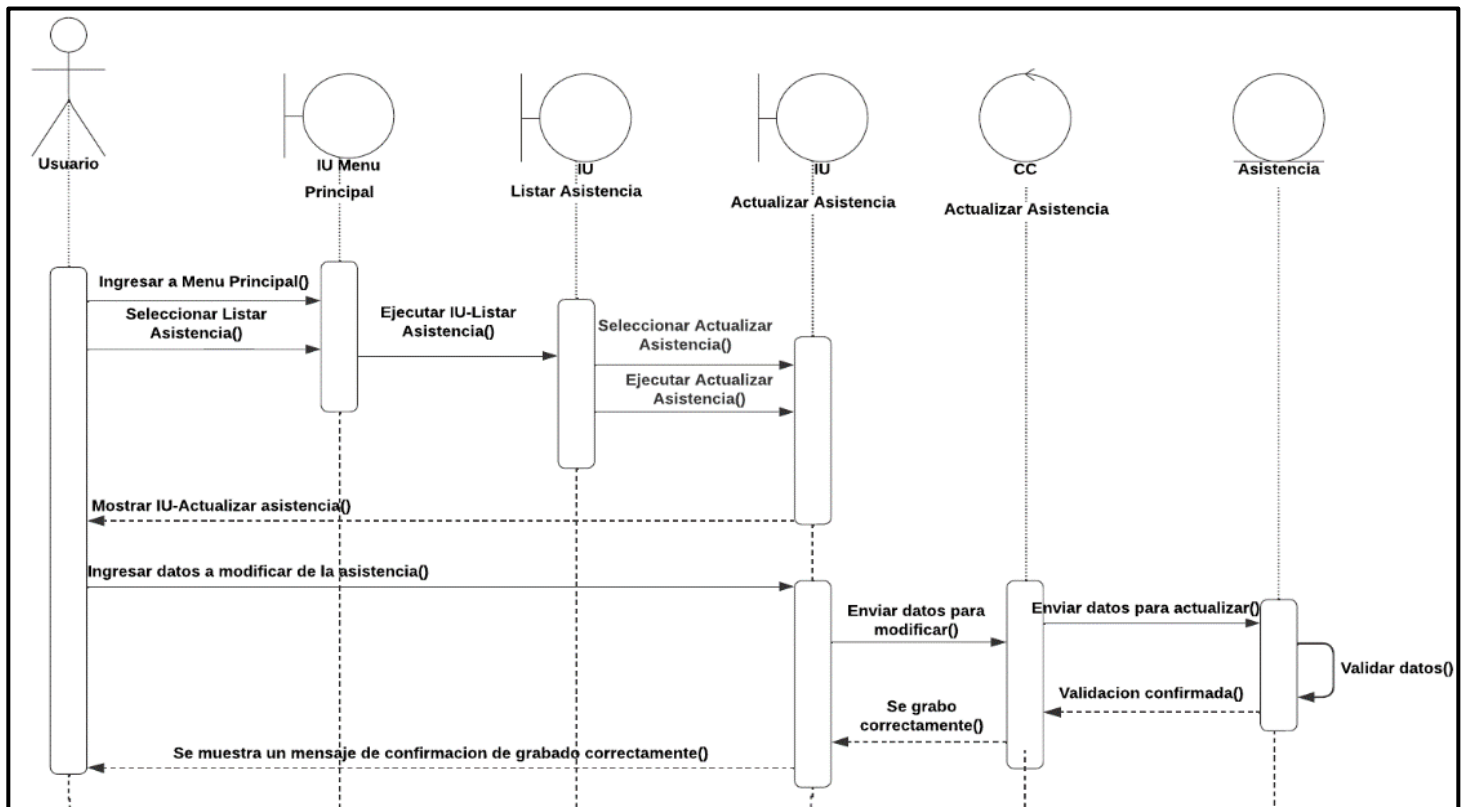 Usuario
IU Menu
Principal
IU
Listar Asistencia
IU
Actualizar Asistencia
CC
Actualizar Asistencia
Asistencia
Ingresar a Menu Principal()
Seleccionar Listar
Asistencia()
Ejecutar IU-Listar
Asistencia()
Seleccionar Actualizar
Asistencia()
Ejecutar Actualizar
Asistencia()
Mostrar IU-Actualizar asistencia()
Ingresar datos a modificar de la asistencia()
Enviar datos para
modificar()
Enviar datos para actualizar()
Validar datos()
Validacion confirmada()
Se grabo
correctamente()
Se muestra un mensaje de confirmacion de grabado correctamente()